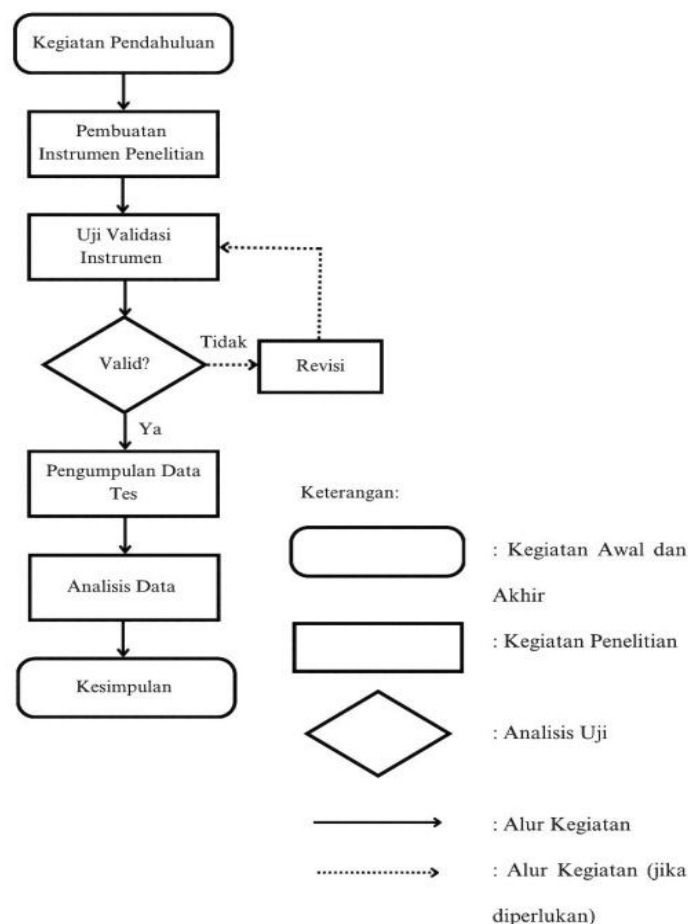 Kegiatan Pendahuluan
Pembuatan
Instrumen Penelitian
Uji Validasi
Instrumen
Valid?
Tidak
Revisi
Ya
Pengumpulan Data
Tes
Analisis Data
Kesimpulan
Keterangan:
: Kegiatan Awal dan
Akhir
: Kegiatan Penelitian
: Analisis Uji
: Alur Kegiatan
: Alur Kegiatan (jika
diperlukan)